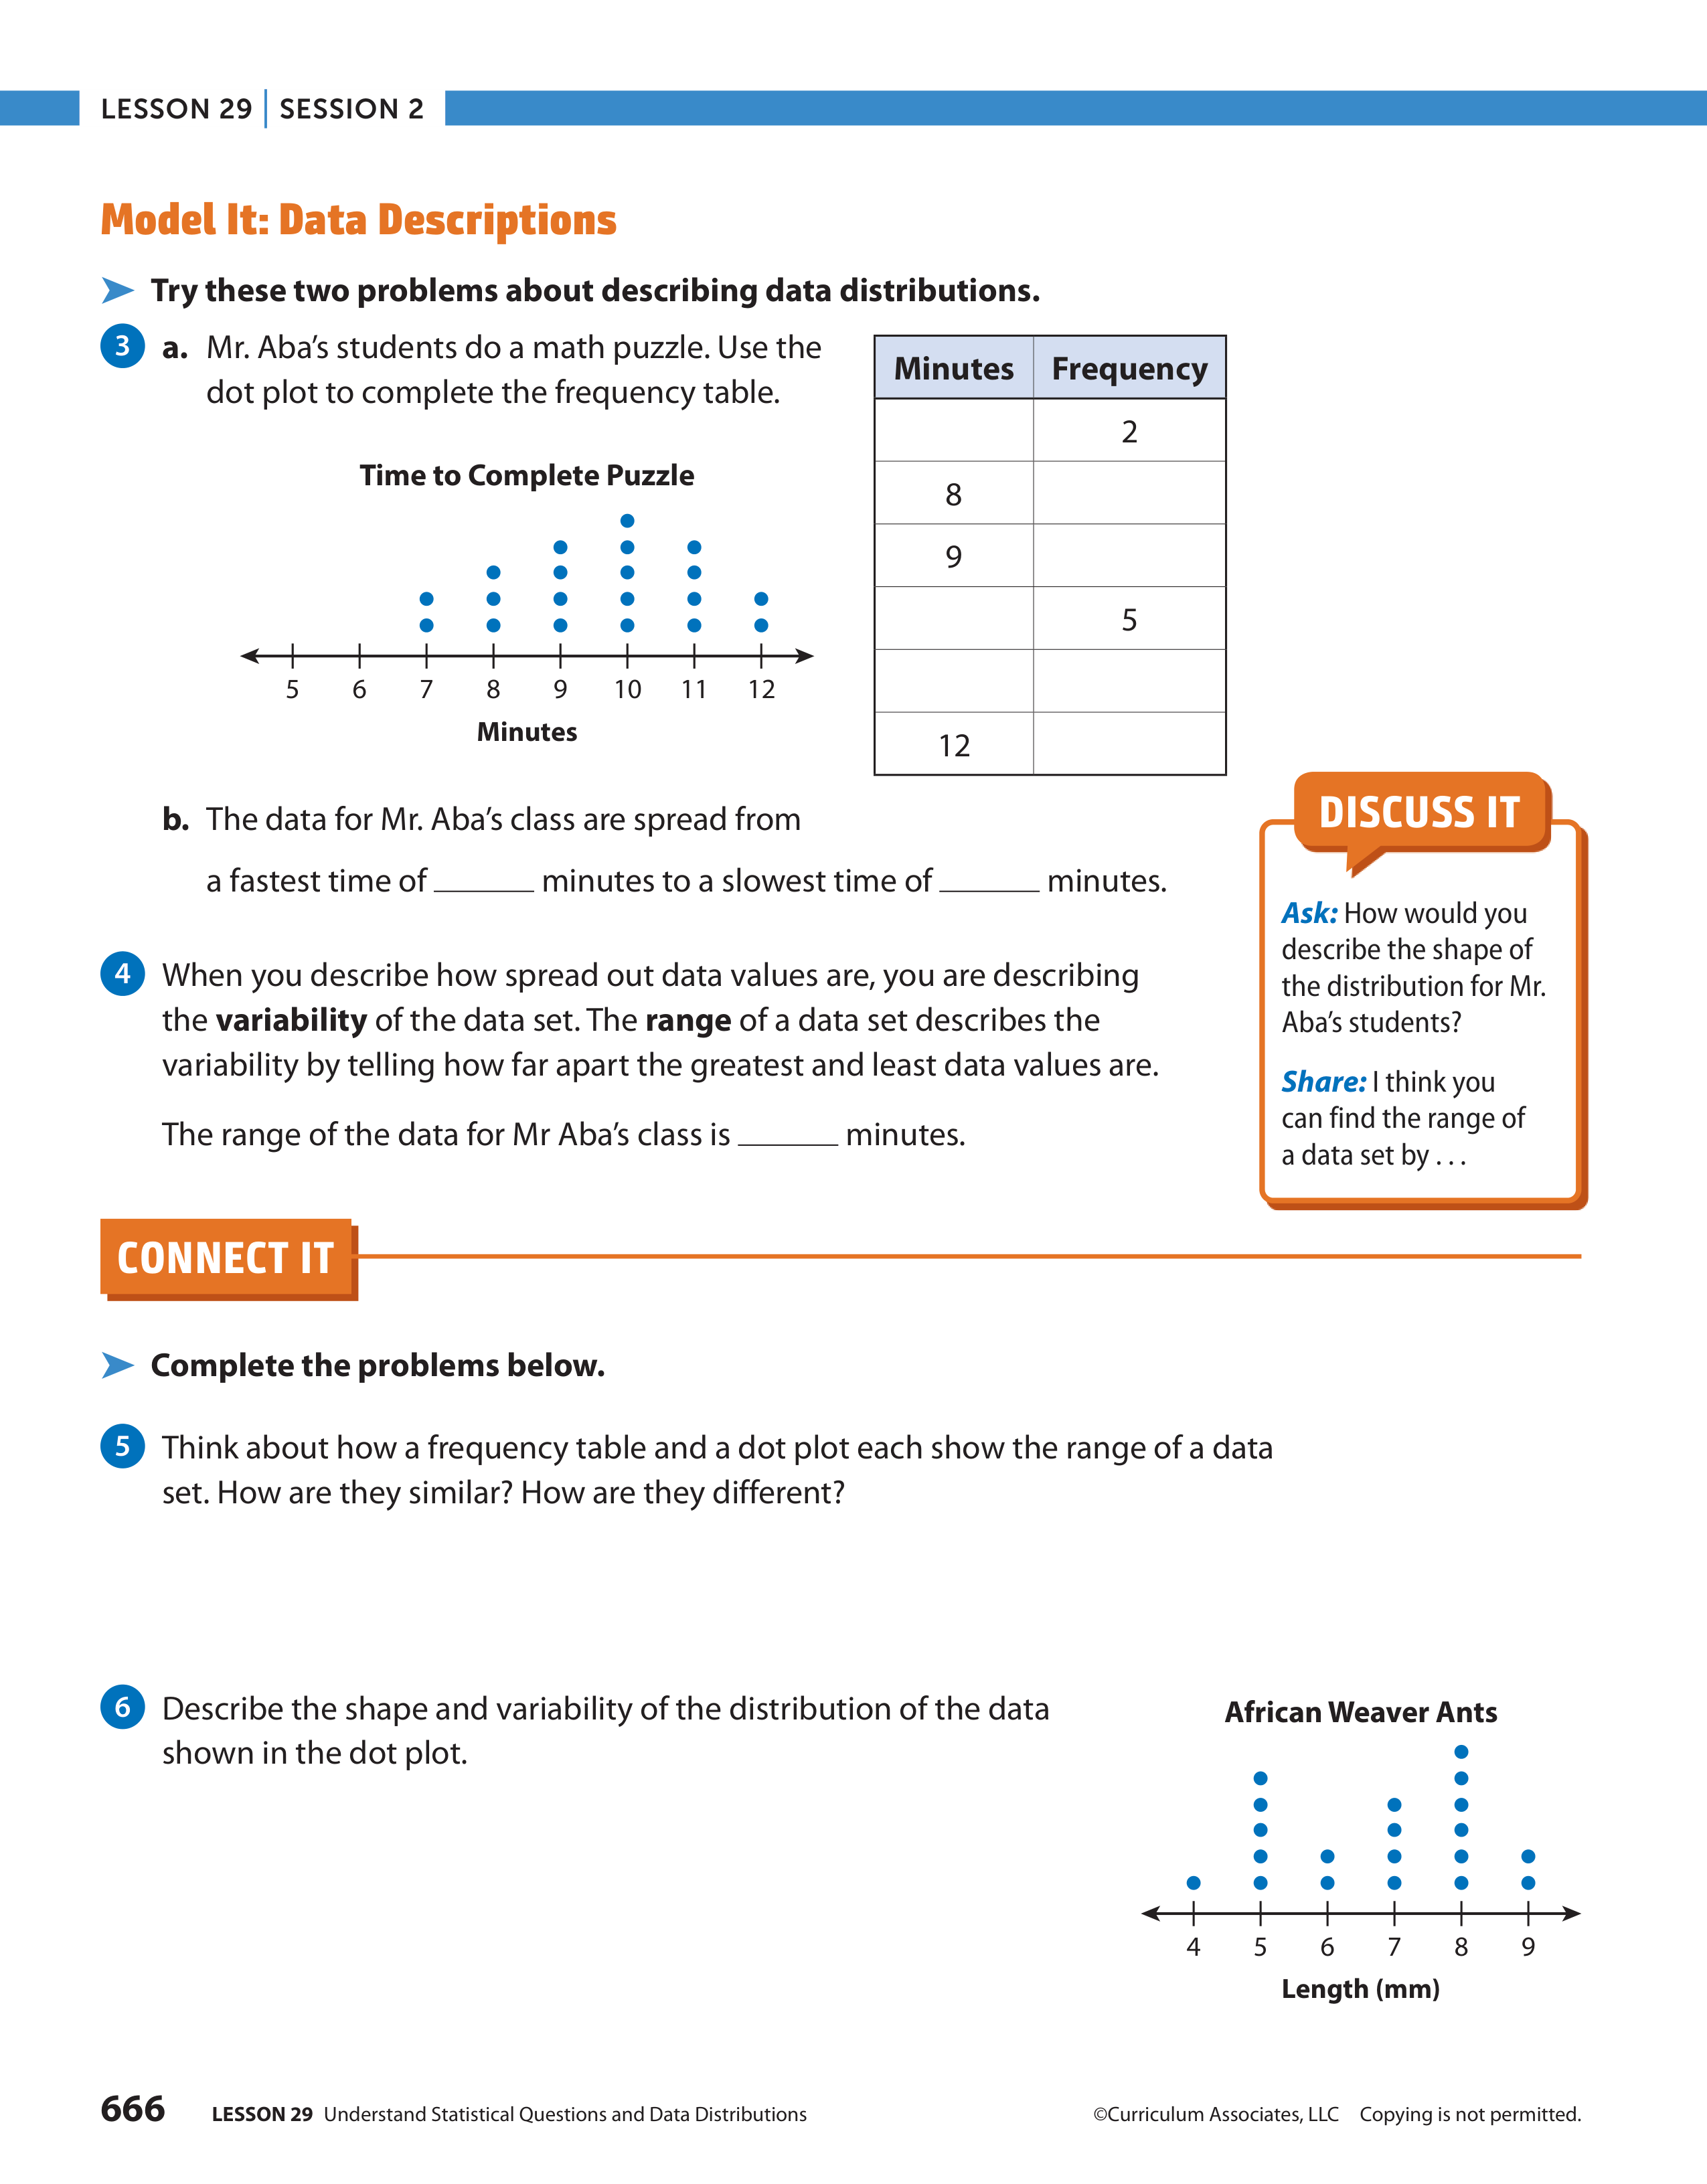 LESSON 29 | SESSION 2
Model It: Data Descriptions
Try these two problems about describing data distributions.
3 a. Mr. Aba’s students do a math puzzle. Use the
dot plot to complete the frequency table.
Time to Complete Puzzle
5 6 7 8 9 10 11 12
Minutes
Minutes Frequency
2
8
9
5
12
b. The data for Mr. Aba’s class are spread from
a fastest time of ______ minutes to a slowest time of ______ minutes.
4 When you describe how spread out data values are, you are describing
the variability of the data set. The range of a data set describes the
variability by telling how far apart the greatest and least data values are.
The range of the data for Mr Aba’s class is ______ minutes.
DISCUSS IT
Ask: How would you
describe the shape of
the distribution for Mr.
Aba’s students?
Share: I think you
can find the range of
a data set by . . .
CONNECT IT
Complete the problems below.
5 Think about how a frequency table and a dot plot each show the range of a data
set. How are they similar? How are they different?
6 Describe the shape and variability of the distribution of the data
shown in the dot plot.
African Weaver Ants
4 5 6 7 8 9
Length (mm)
666 LESSON 29 Understand Statistical Questions and Data Distributions
©Curriculum Associates, LLC Copying is not permitted.